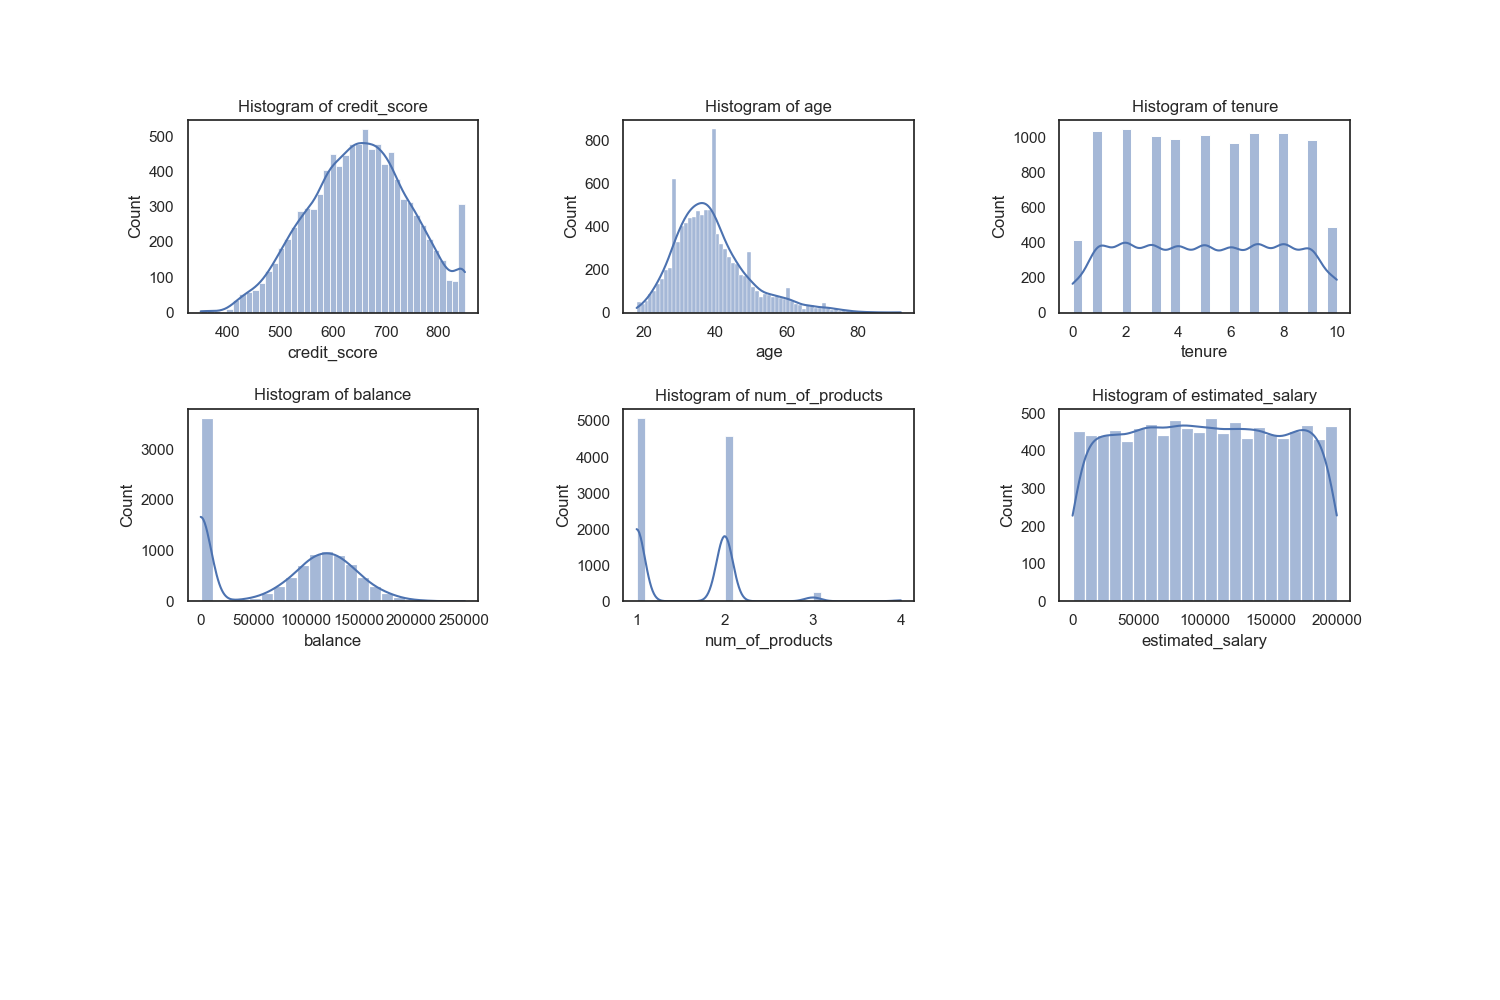 Histogram of credit_score
500
400
300
200
100
0
Count
400 500 600 700 800
credit_score
Histogram of age
800
600
400
200
0
Count
20 40 60 80
age
Histogram of tenure
1000
800
600
400
200
0
Count
0 2 4 6 8 10
tenure
Histogram of balance
3000
2000
1000
0
Count
0 50000 100000 150000 200000 250000
balance
Histogram of num_of_products
5000
4000
3000
2000
1000
0
Count
1 2 3 4
num_of_products
Histogram of estimated_salary
500
400
300
200
100
0
Count
0 50000 100000 150000 200000
estimated_salary